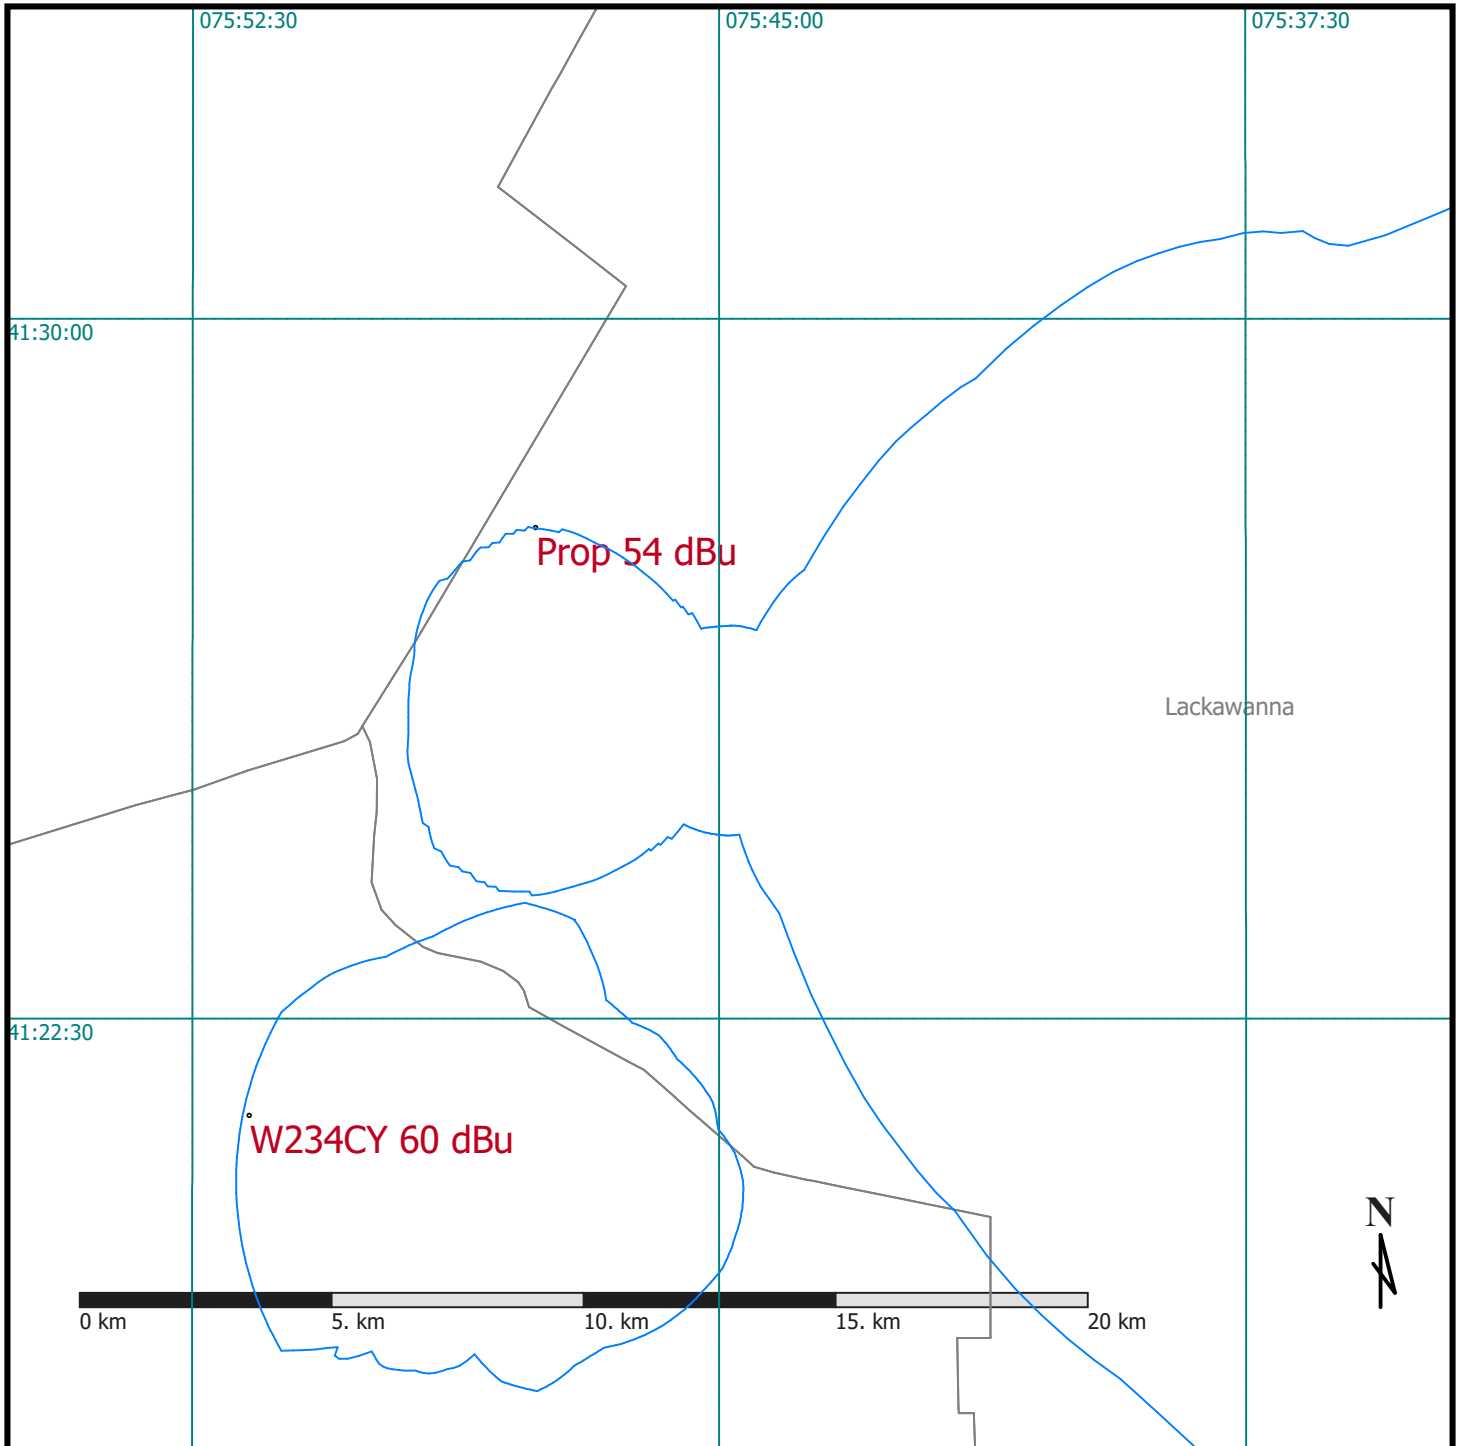 075:52:30
075:45:00
075:37:30
41:30:00
Prop 54 dBu
Lackawanna
41:22:30
W234CY 60 dBu
N
0 km
5. km
10. km
15. km
20 km